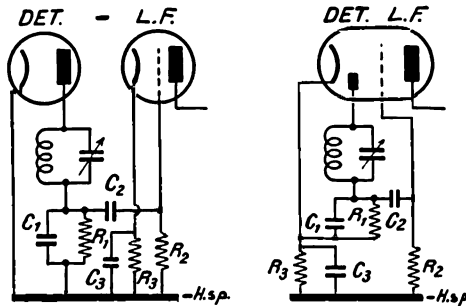 DET. - L.F.
DET. L.F.
C2
C1
R1
C3
R3
R2
-H.sp.
C1
R1
C2
R3
C3
R2
-H.sp.